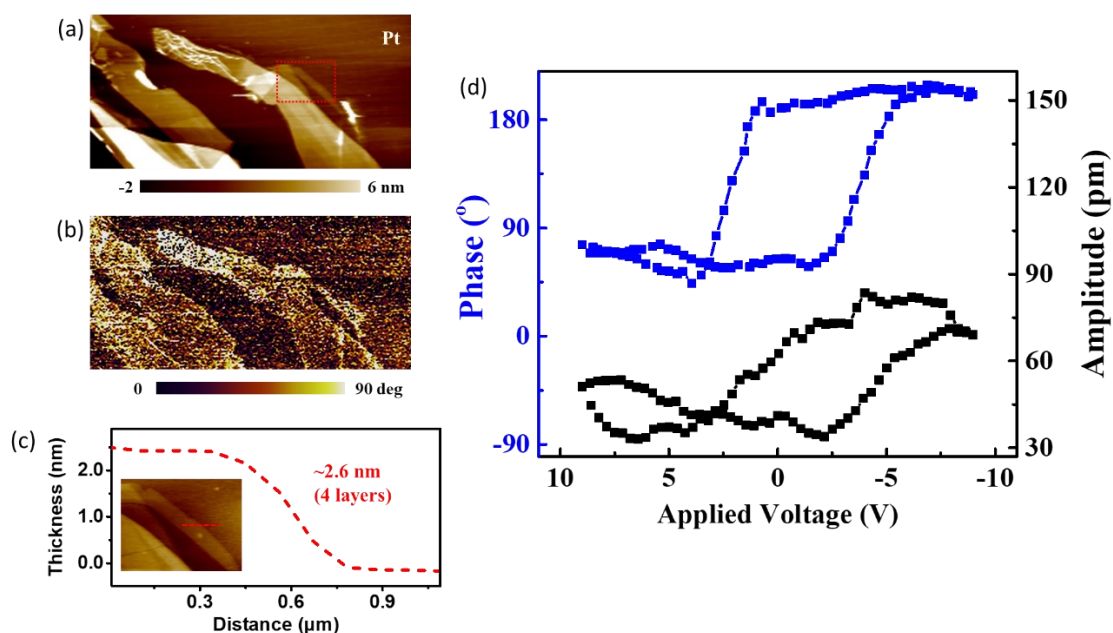 (a)
Pt
-2 6 nm
(b)
0 90 deg
(c)
Thickness (nm)
2.0
1.0
0.0
~2.6 nm
(4 layers)
0.3 0.6 0.9
Distance (μm)
(d)
Phase (°)
180
90
0
-90
150
120
90
60
30
Amplitude (pm)
10 5 0 -5 -10
Applied Voltage (V)